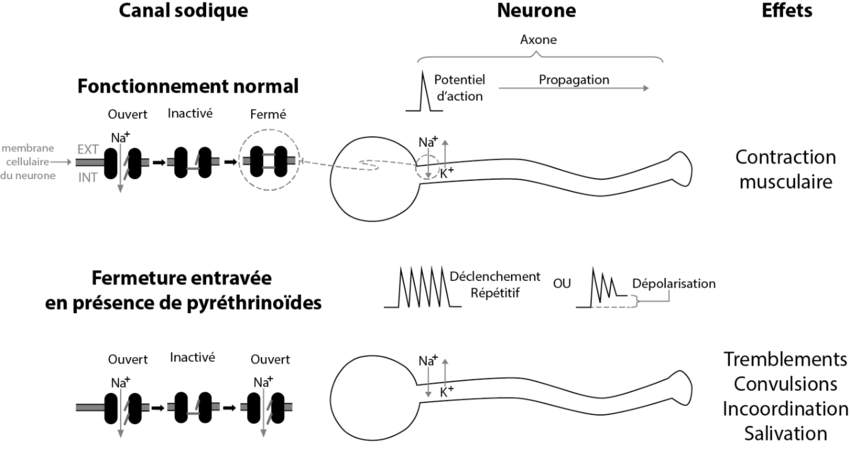 Canal sodique
Neurone
Effets
Axone
Fonctionnement normal
Potentiel
d'action
Propagation
Ouvert
Inactivé
Fermé
Na+
EXT
INT
membrane
cellulaire
du neurone
Na+
K+
Contraction
musculaire
Fermeture entravée
en présence de pyréthrinoïdes
Déclenchement
Répétitif
OU
Dépolarisation
Ouvert
Inactivé
Ouvert
Na+
Na+
Na+
K+
Tremblements
Convulsions
Incoordination
Salivation